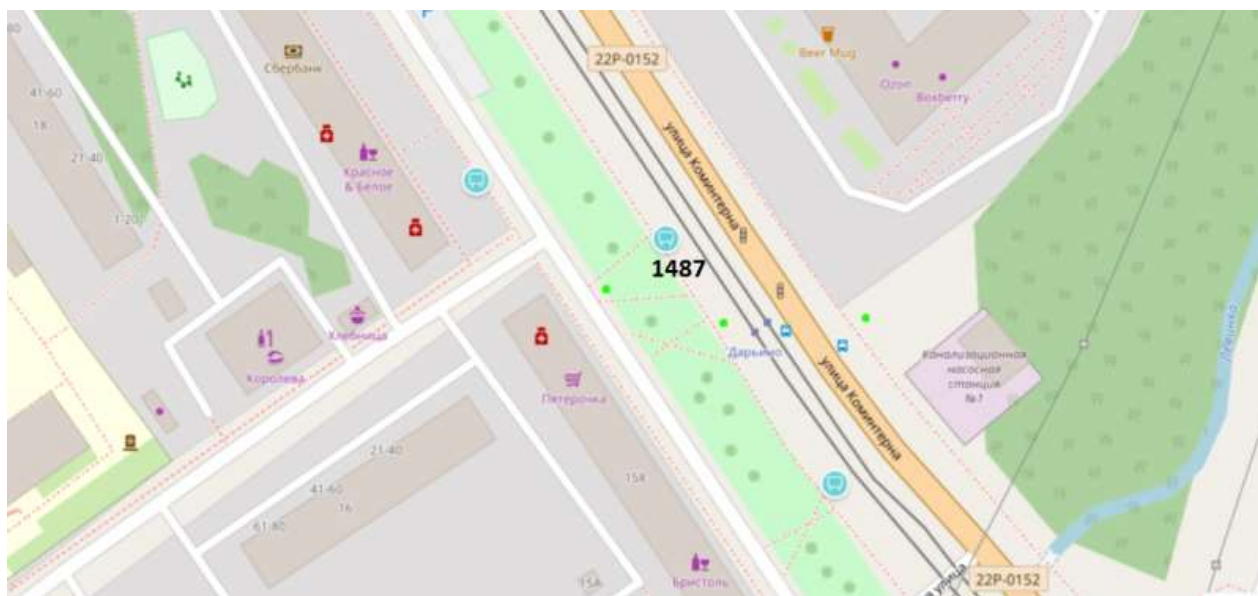 22Р-0152
Beer Mug
Сбербанк
Ozon
Boxberry
41-60
18
21-40
1-20
Красное
& Белое
улица Коминтерна
1487
Хлебница
Королева
Дарьино
Канализационная
насосная
станция
№1
улица Коминтерна
Пятерочка
21-40
41-60
16
61-80
15А
Бристоль
22Р-0152